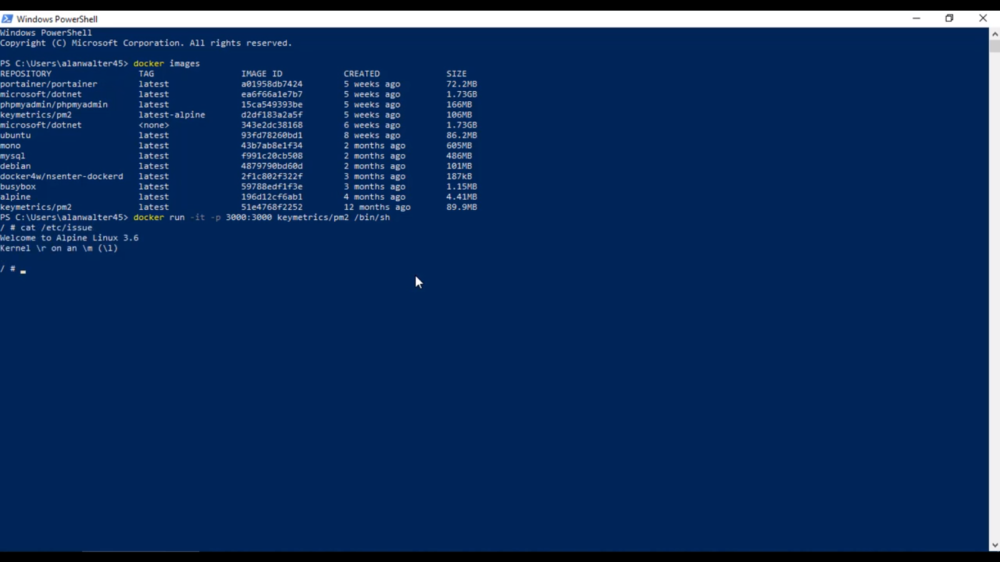 Windows PowerShell
Windows PowerShell
Copyright (C) Microsoft Corporation. All rights reserved.
PS C:\Users\alanwalter45> docker images
REPOSITORY TAG IMAGE ID CREATED SIZE
portainer/portainer latest a01958db7424 5 weeks ago 72.2MB
microsoft/dotnet latest ea6f66a1e7b7 5 weeks ago 1.73GB
phpmyadmin/phpmyadmin latest 15ca549393be 5 weeks ago 166MB
keymetrics/pm2 latest-alpine d2df183a2a5f 5 weeks ago 106MB
microsoft/dotnet <none> 343e2dc38168 6 weeks ago 1.73GB
ubuntu latest 93fd78260bd1 8 weeks ago 86.2MB
mono latest 43b7ab8e1f34 2 months ago 605MB
mysql latest f991c20cb508 2 months ago 486MB
debian latest 4879790bd60d 2 months ago 101MB
docker4w/nsenter-dockerd latest 2f1c802f322f 3 months ago 187kB
busybox latest 59788edf1f3e 3 months ago 1.15MB
alpine latest 196d12cf6ab1 4 months ago 4.41MB
keymetrics/pm2 latest 51e4768f2252 12 months ago 89.9MB
PS C:\Users\alanwalter45> docker run -it -p 3000:3000 keymetrics/pm2 /bin/sh
/ # cat /etc/issue
Welcome to Alpine Linux 3.6
Kernel \r on an \m (\l)
/ # _